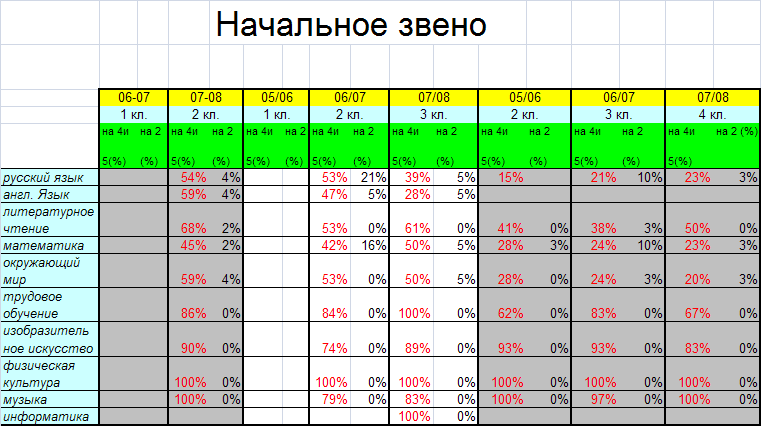 Начальное звено
06-07 07-08 05/06 06/07 07/08 05/06 06/07 07/08
1 кл. 2 кл. 1 кл. 2 кл. 3 кл. 2 кл. 3 кл. 4 кл.
на 4и на 2 на 4и на 2 на 4и на 2 на 4и на 2 на 4и на 2 на 4и на 2 на 4и на 2 на 4и на 2 (%)
5(%) (%) 5(%) (%) 5(%) (%) 5(%) (%) 5(%) (%) 5(%) (%) 5(%) (%) 5(%)
русский язык 54% 4% 53% 21% 39% 5% 15% 21% 10% 23% 3%
англ. Язык 59% 4% 47% 5% 28% 5%
литературное
чтение 68% 2% 53% 0% 61% 0% 41% 0% 38% 3% 50% 0%
математика 45% 2% 42% 16% 50% 5% 28% 3% 24% 10% 23% 3%
окружающий
мир 59% 4% 53% 0% 50% 5% 28% 0% 24% 3% 20% 3%
трудовое
обучение 86% 0% 84% 0% 100% 0% 62% 0% 83% 0% 67% 0%
изобразитель
ное искусство 90% 0% 74% 0% 89% 0% 93% 0% 93% 0% 83% 0%
физическая
культура 100% 0% 100% 0% 100% 0% 100% 0% 100% 0% 100% 0%
музыка 100% 0% 79% 0% 83% 0% 100% 0% 97% 0% 100% 0%
информатика 100% 0%